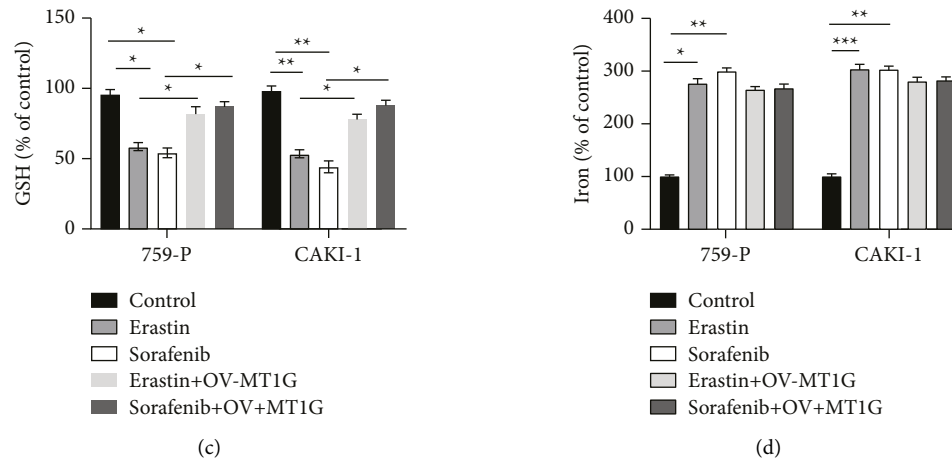 GSH (% of control)
150
100
50
0
*
*
*
*
**
**
*
*
759-P
CAKI-1
Control
Erastin
Sorafenib
Erastin+OV-MT1G
Sorafenib+OV+MT1G
(c)
Iron (% of control)
400
300
200
100
0
**
*
**
***
759-P
CAKI-1
Control
Erastin
Sorafenib
Erastin+OV-MT1G
Sorafenib+OV+MT1G
(d)